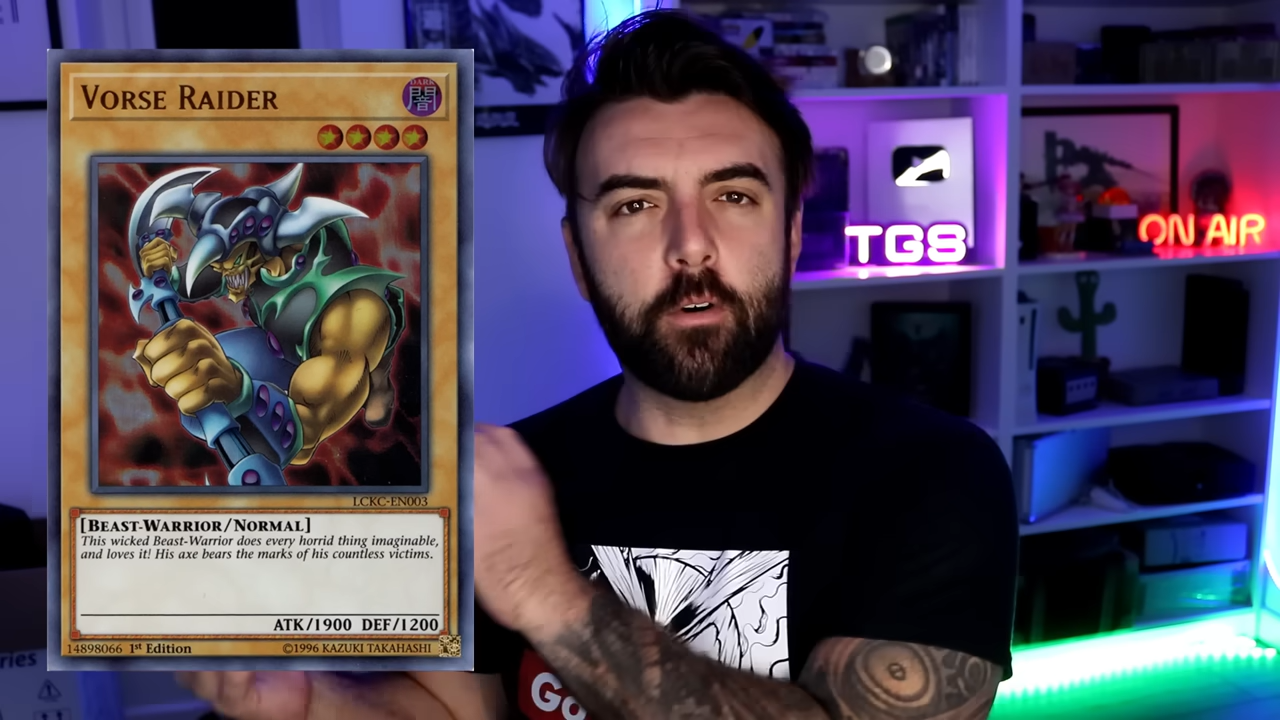 VORSE RAIDER
DARK
闇
LCKC-EN003
[BEAST-WARRIOR/NORMAL]
This wicked Beast-Warrior does every horrid thing imaginable,
and loves it! His axe bears the marks of his countless victims.
ATK/1900 DEF/1200
14898066 1st Edition ©1996 KAZUKI TAKAHASHI
TGS
ON AIR